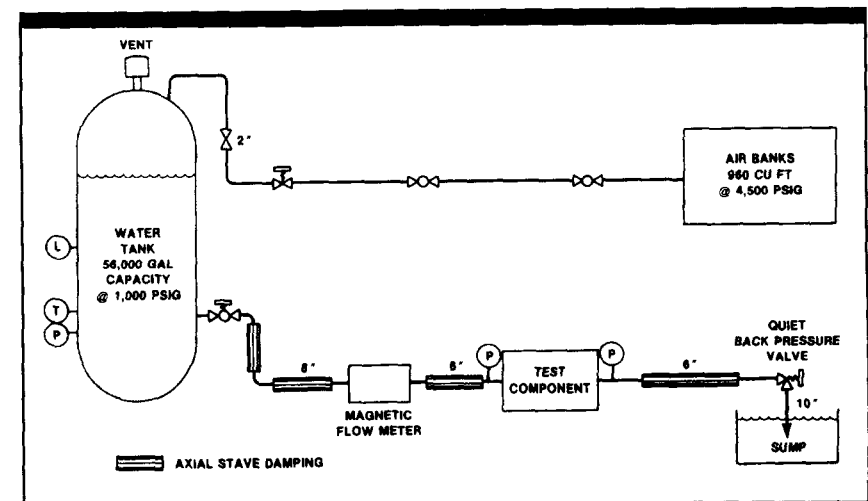 VENT
2"
AIR BANKS
960 CU FT
@ 4,500 PSIG
WATER
TANK
56,000 GAL
CAPACITY
@ 1,000 PSIG
L
T
P
QUIET
BACK PRESSURE
VALVE
8"
MAGNETIC
FLOW METER
6"
P
TEST
COMPONENT
P
6"
10"
SUMP
AXIAL STAVE DAMPING